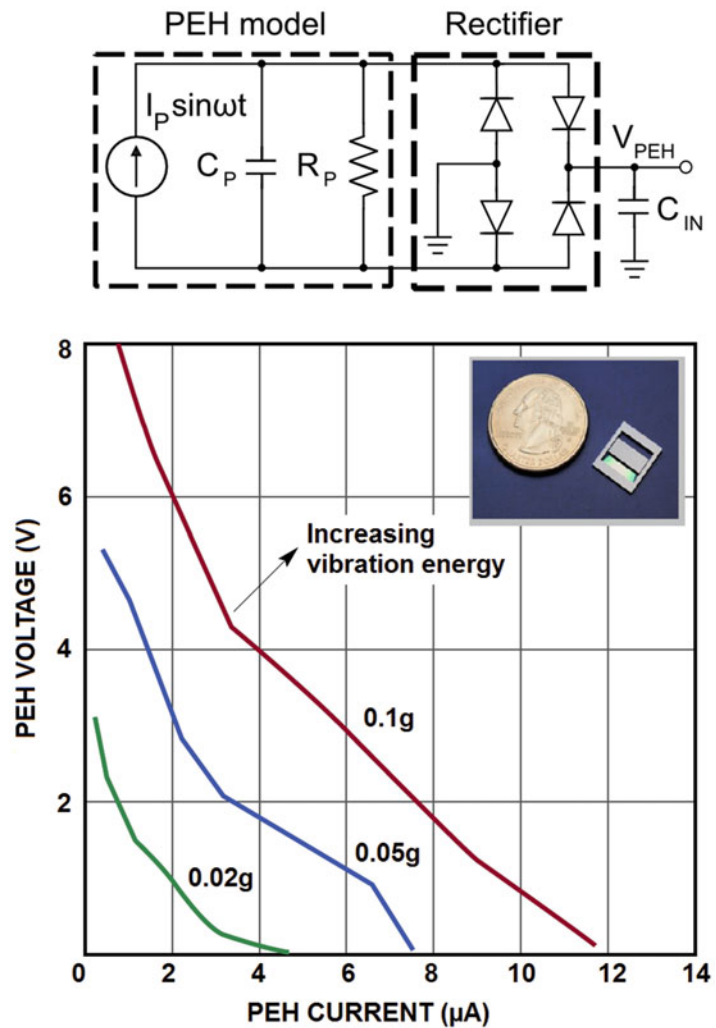 PEH model
Rectifier
I_P sinωt
C_P
R_P
V_PEH
C_IN
8
6
4
2
PEH VOLTAGE (V)
Increasing
vibration energy
0.1g
0.05g
0.02g
0 2 4 6 8 10 12 14
PEH CURRENT (µA)